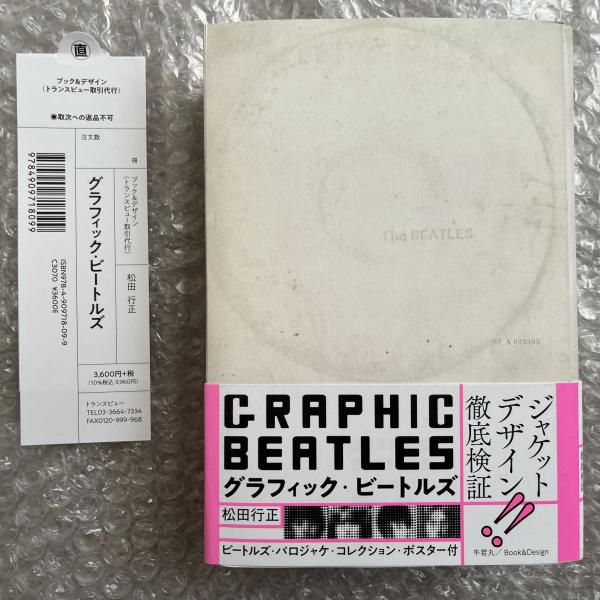 直
ブック&デザイン
(トランスビュー取引代行)
◉取次への返品不可
注文数
冊
9784909718099
ISBN978-4-909718-09-9
C3070 ¥3600E
グラフィック・ビートルズ
ブック&デザイン
(トランスビュー取引代行)
松田 行正
3,600円+税
(10%税込 3,960円)
トランスビュー
TEL03-3664-7334
FAX0120-999-968
The BEATLES
Nº A 029383
GRAPHIC
BEATLES
グラフィック・ビートルズ
松田行正
ビートルズ・パロジャケ・コレクション・ポスター付
ジャケット
デザイン
徹底検証
!!
牛若丸/Book&Design